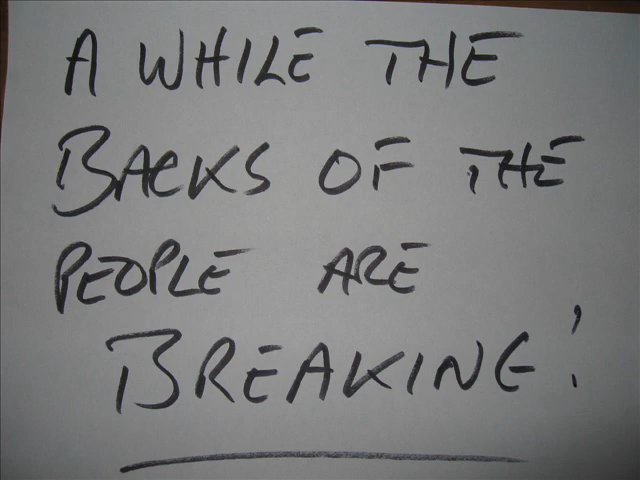 A WHILE THE
BACKS OF THE
PEOPLE ARE
BREAKING!